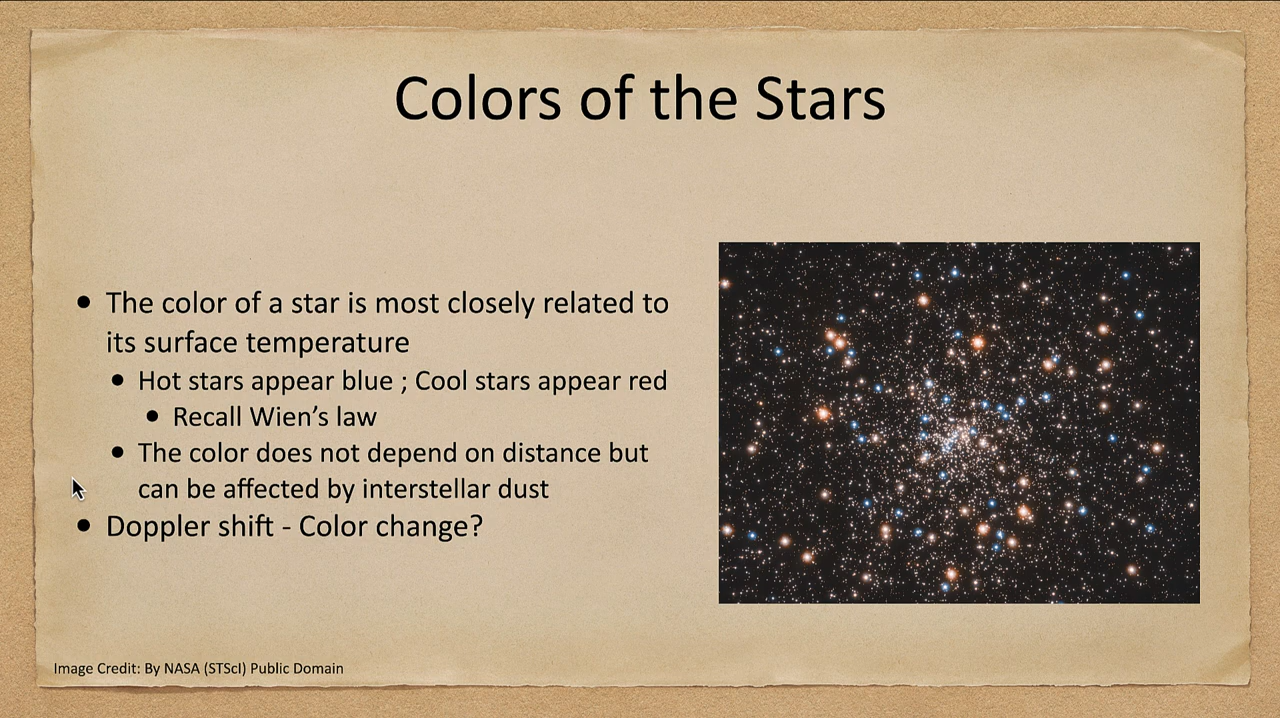 Colors of the Stars
• The color of a star is most closely related to
its surface temperature
• Hot stars appear blue ; Cool stars appear red
• Recall Wien’s law
• The color does not depend on distance but
can be affected by interstellar dust
• Doppler shift - Color change?
Image Credit: By NASA (STScI) Public Domain